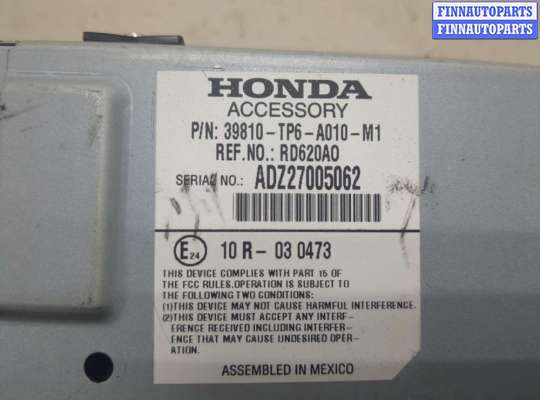 FINNAUTOPARTS
FINNAUTOPARTS
HONDA
ACCESSORY
P/N: 39810-TP6-A010-M1
REF.NO.: RD620AO
SERIAL NO.: ADZ27005062
E24 10 R- 03 0473
THIS DEVICE COMPLIES WITH PART 15 OF
THE FCC RULES.OPERATION IS SUBJECT TO
THE FOLLOWING TWO CONDITIONS:
(1)THIS DEVICE MAY NOT CAUSE HARMFUL INTERFERENCE.
(2)THIS DEVICE MUST ACCEPT ANY INTERF-
ERENCE RECEIVED INCLUDING INTERFER-
ENCE THAT MAY CAUSE UNDESIRED OPER-
ATION.
ASSEMBLED IN MEXICO